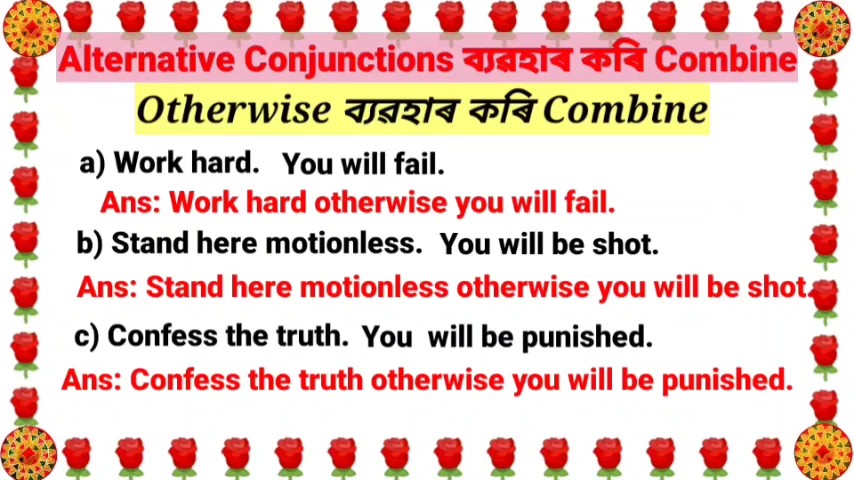 Alternative Conjunctions ব্যৱহাৰ কৰি Combine
Otherwise ব্যৱহাৰ কৰি Combine
a) Work hard. You will fail.
Ans: Work hard otherwise you will fail.
b) Stand here motionless. You will be shot.
Ans: Stand here motionless otherwise you will be shot.
c) Confess the truth. You will be punished.
Ans: Confess the truth otherwise you will be punished.